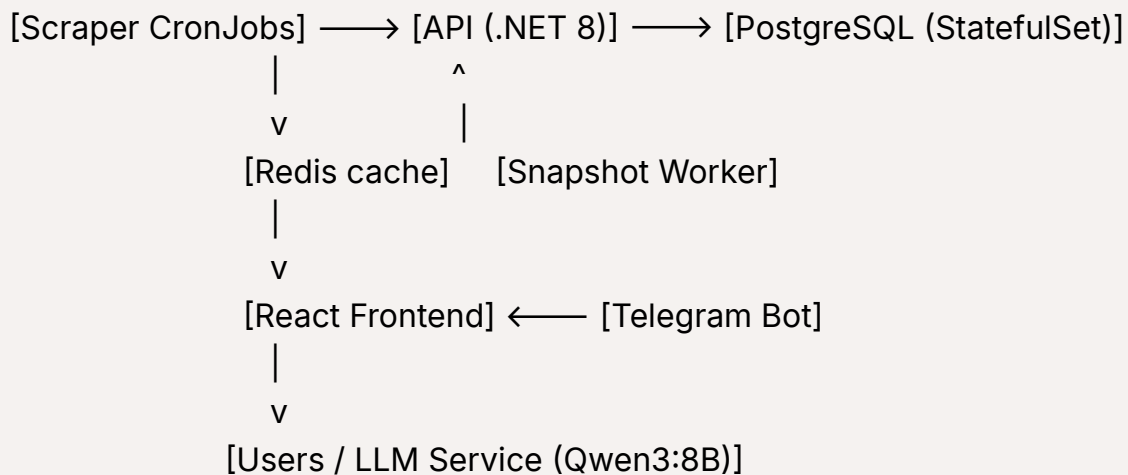 [Scraper CronJobs] ──> [API (.NET 8)] ──> [PostgreSQL (StatefulSet)]
| ^
v |
[Redis cache] [Snapshot Worker]
|
v
[React Frontend] <── [Telegram Bot]
|
v
[Users / LLM Service (Qwen3:8B)]